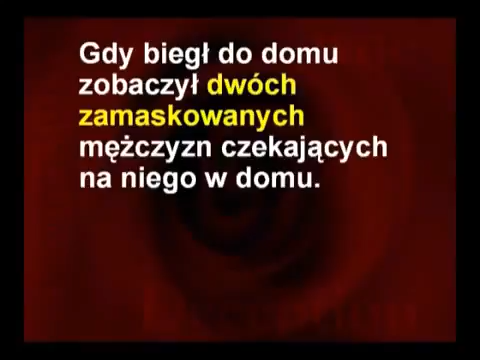 Gdy biegł do domu
zobaczył dwóch
zamaskowanych
mężczyzn czekających
na niego w domu.